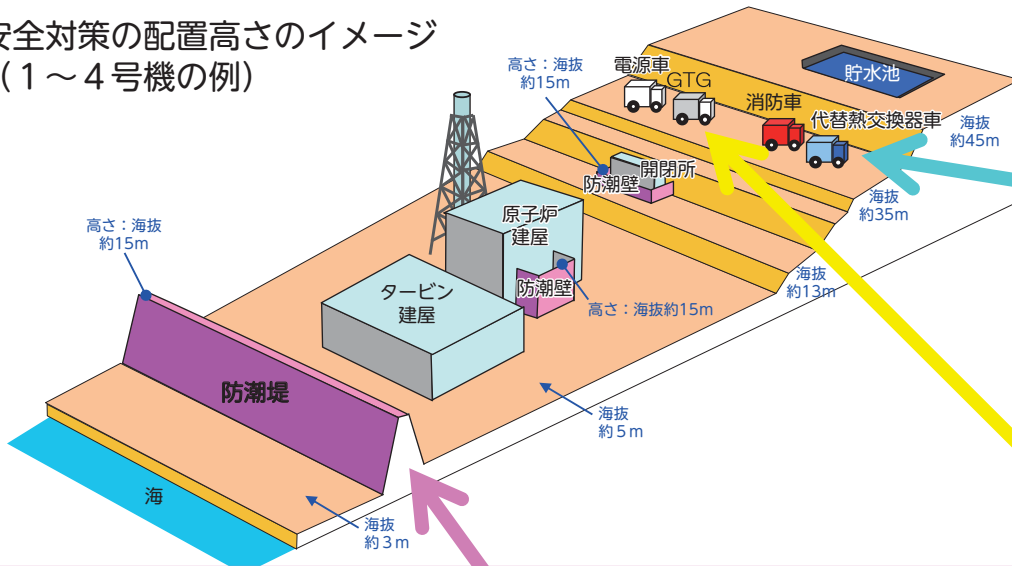 安全対策の配置高さのイメージ
（１～４号機の例）
高さ：海抜
約15m
電源車
GTG
消防車
代替熱交換器車
貯水池
海抜
約45m
防潮壁
開閉所
海抜
約35m
原子炉
建屋
高さ：海抜
約15m
海抜
約13m
タービン
建屋
防潮壁
高さ：海抜約15m
防潮堤
海抜
約５m
海
海抜
約３m